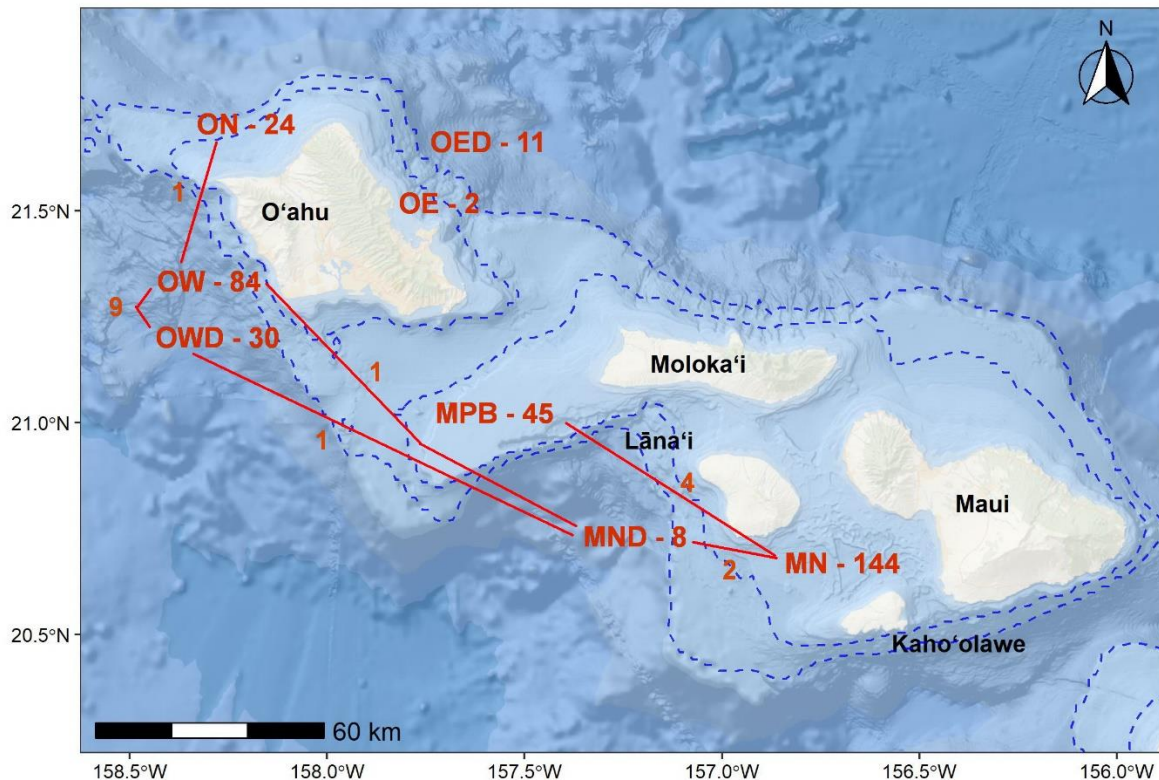 N
ON - 24
OED - 11
1
O‘ahu
OE - 2
21.5°N
OW - 84
9
OWD - 30
Moloka‘i
1
MPB - 45
21.0°N
1
Lāna‘i
4
Maui
MND - 8
MN - 144
2
20.5°N
Kaho‘olawe
60 km
158.5°W
158.0°W
157.5°W
157.0°W
156.5°W
156.0°W